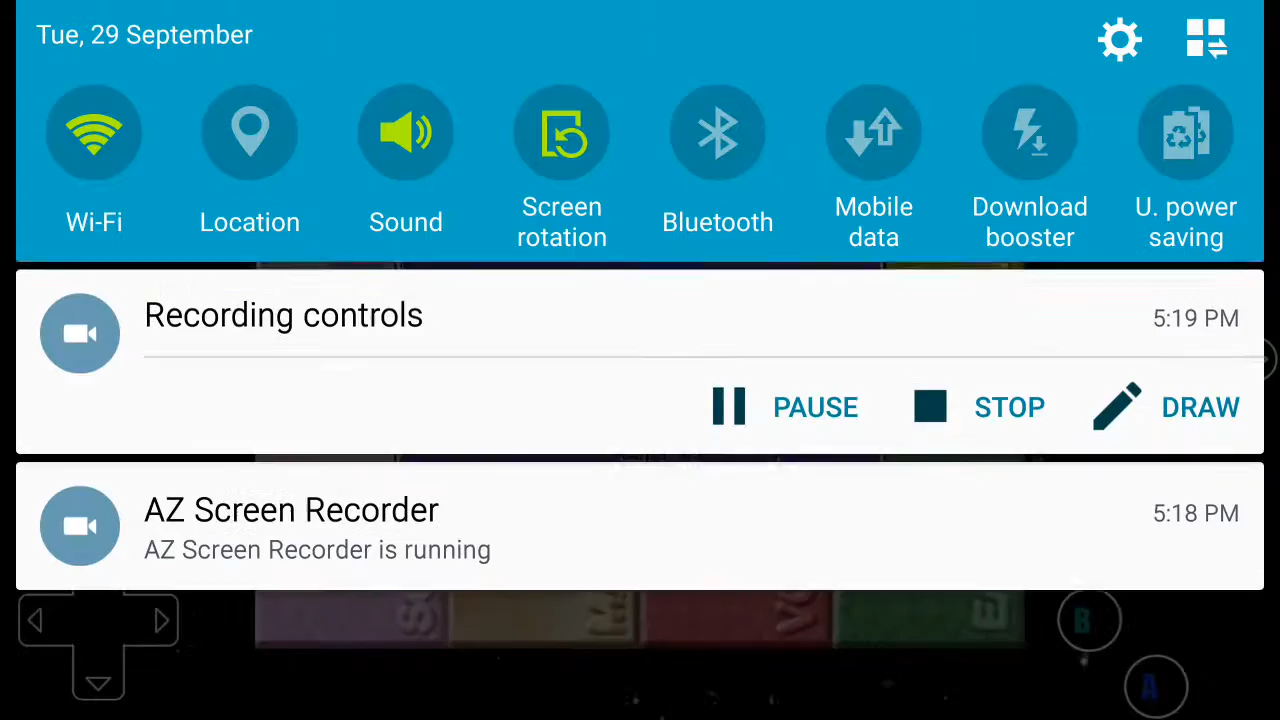 Tue, 29 September
Wi-Fi
Location
Sound
Screen rotation
Bluetooth
Mobile data
Download booster
U. power saving
Recording controls
5:19 PM
PAUSE
STOP
DRAW
AZ Screen Recorder
5:18 PM
AZ Screen Recorder is running
B
A